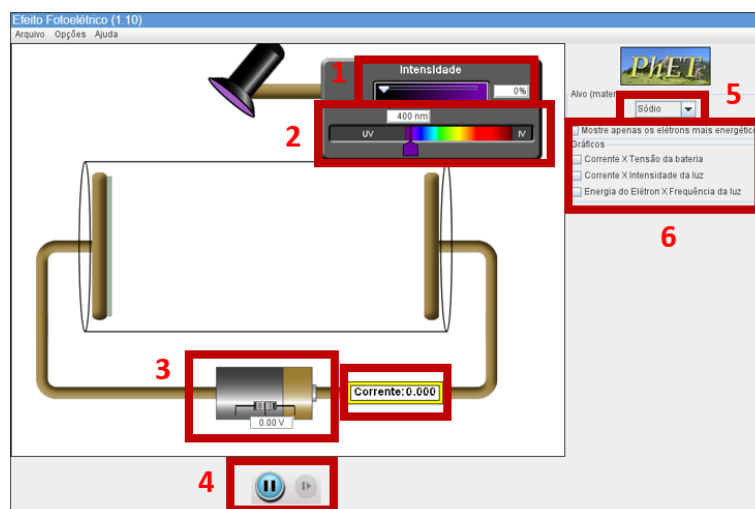 Efeito Fotoelétrico (1.10)
Arquivo Opções Ajuda
1
Intensidade
0%
PhET
Alvo (mater
5
Sódio
2
400 nm
UV
IV
Mostre apenas os elétrons mais energétic
Gráficos
Corrente X Tensão da bateria
Corrente X Intensidade da luz
Energia do Elétron X Frequência da luz
6
3
Corrente:0.000
0.00 V
4